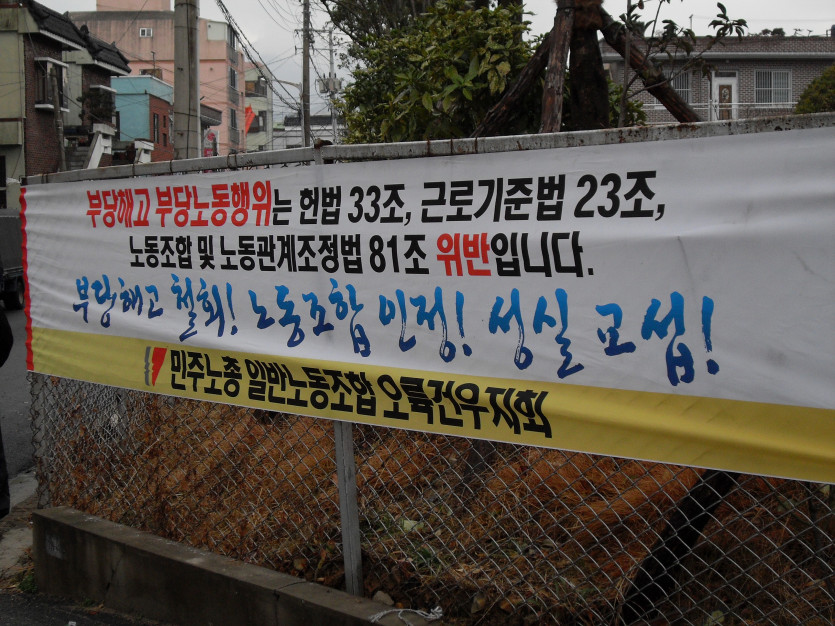 부당해고 부당노동행위는 헌법 33조, 근로기준법 23조,
노동조합 및 노동관계조정법 81조 위반입니다.
부당해고 철회! 노동조합 인정! 성실 교섭!
민주노총 일반노동조합 오륙건우지회